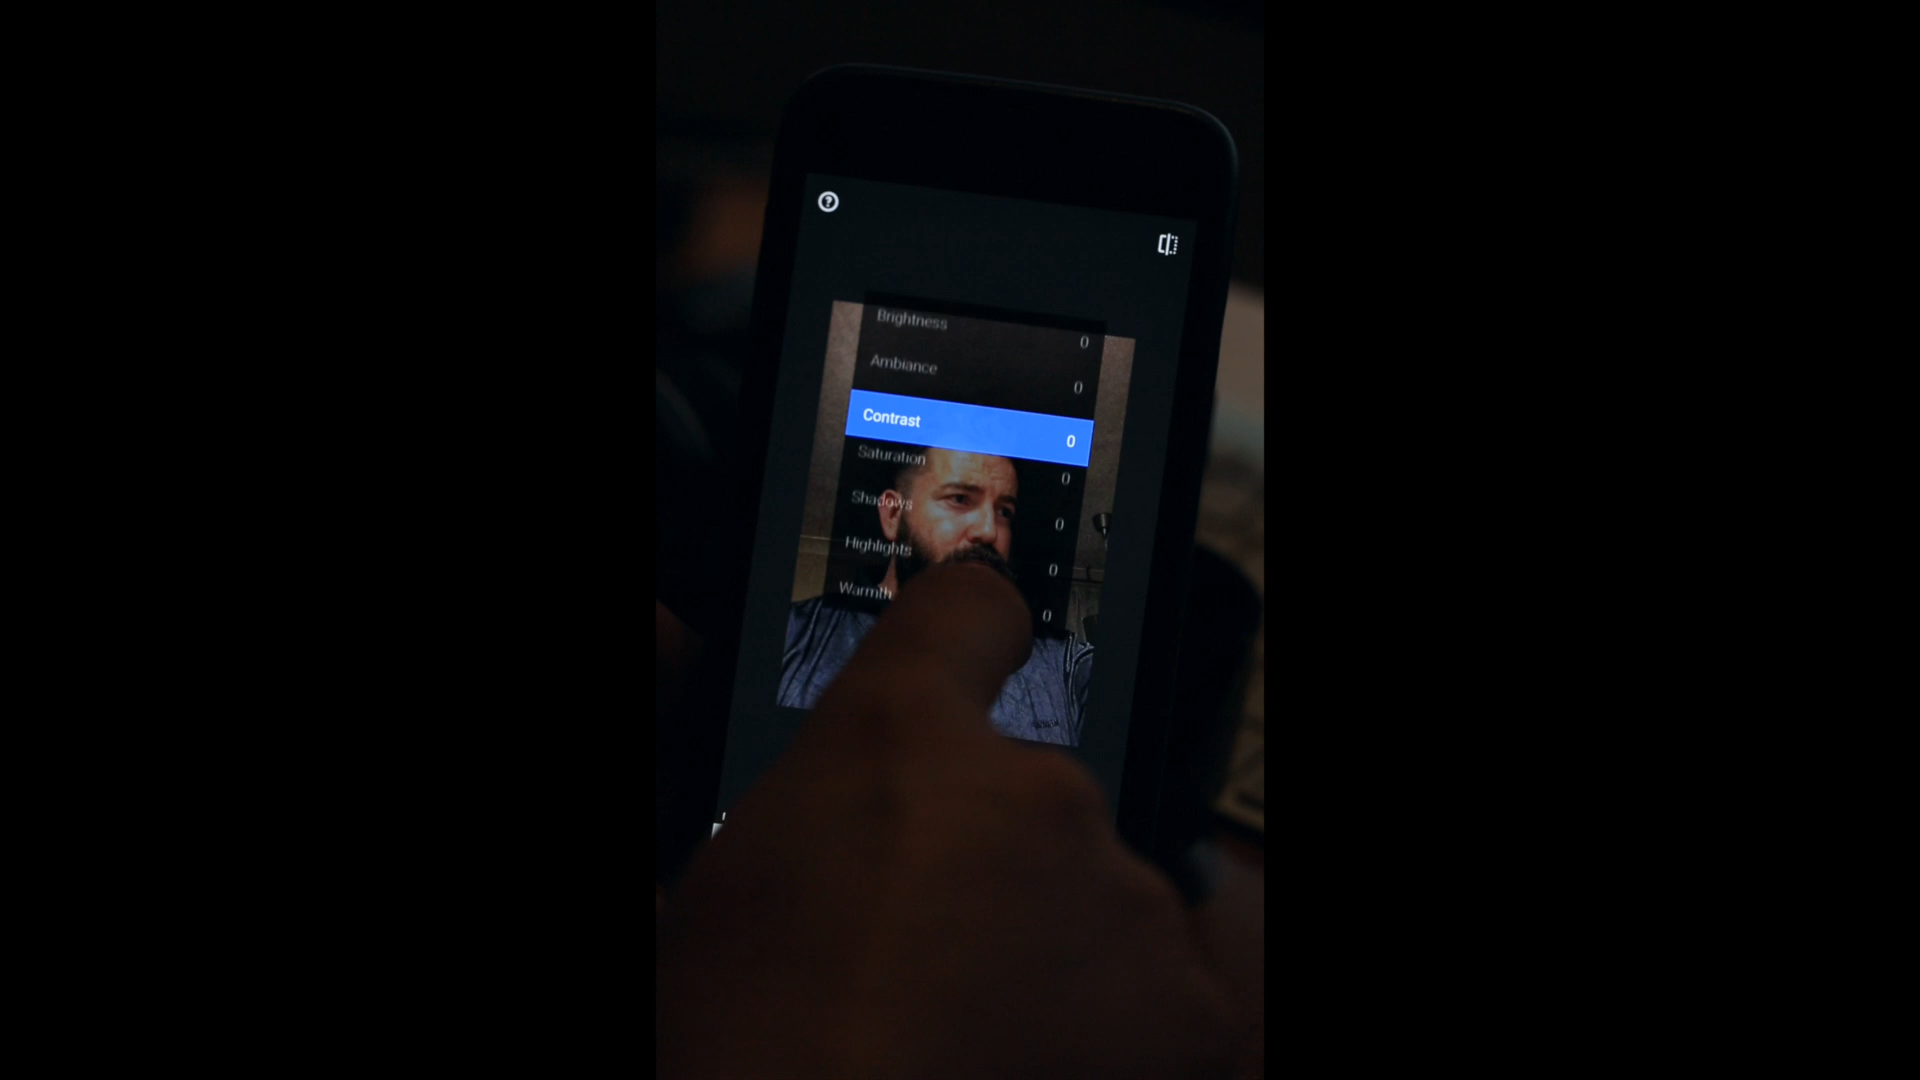 Brightness 0
Ambiance 0
Contrast 0
Saturation 0
Shadows 0
Highlights 0
Warmth 0